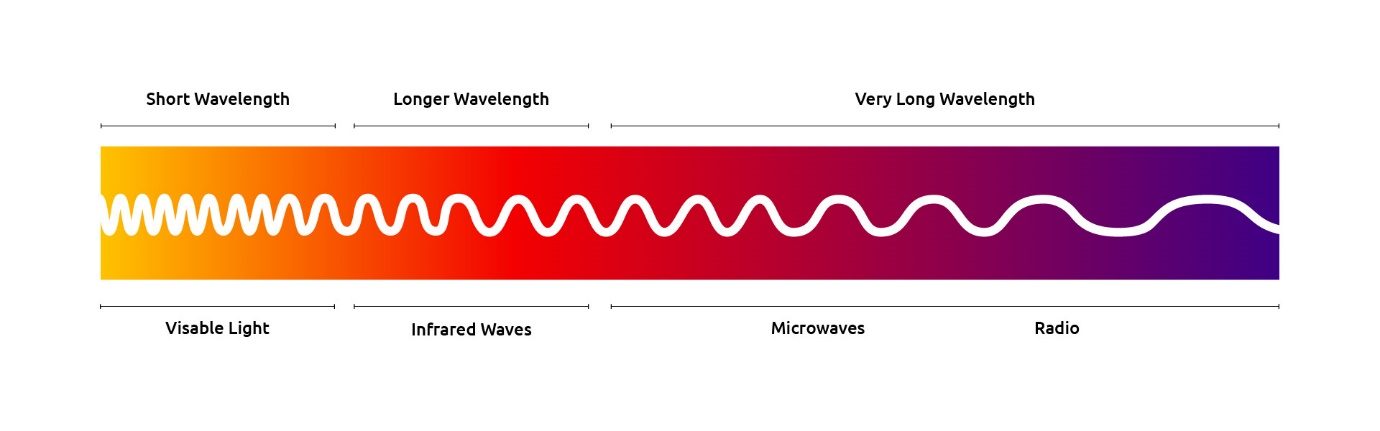 Short Wavelength
Longer Wavelength
Very Long Wavelength
Visable Light
Infrared Waves
Microwaves
Radio